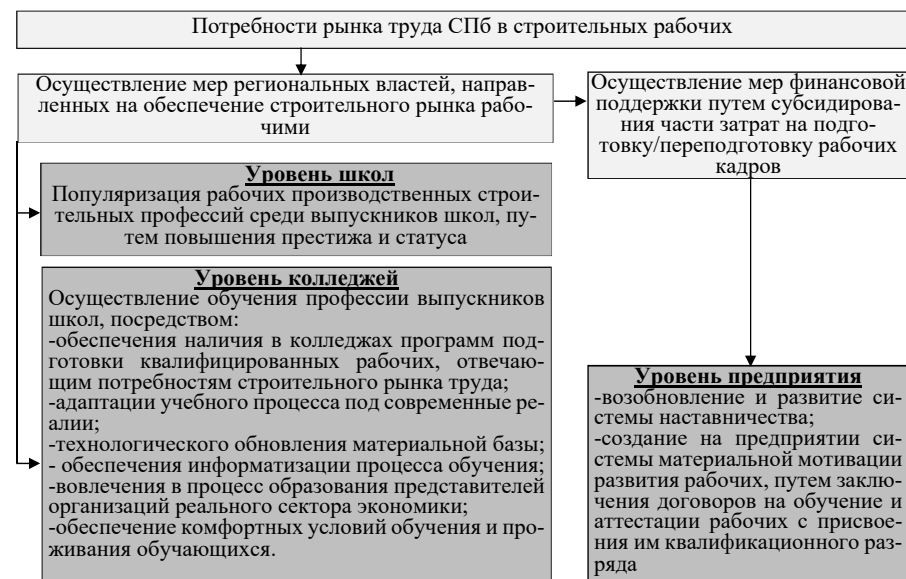 Потребности рынка труда СПб в строительных рабочих
Осуществление мер региональных властей, направ-
ленных на обеспечение строительного рынка рабо-
чими
Осуществление мер финансовой
поддержки путем субсидирова-
ния части затрат на подго-
товку/переподготовку рабочих
кадров
Уровень школ
Популяризация рабочих производственных строи-
тельных профессий среди выпускников школ, пу-
тем повышения престижа и статуса
Уровень колледжей
Осуществление обучения профессии выпускников
школ, посредством:
-обеспечения наличия в колледжах программ под-
готовки квалифицированных рабочих, отвечаю-
щим потребностям строительного рынка труда;
-адаптации учебного процесса под современные ре-
алии;
-технологического обновления материальной базы;
- обеспечения информатизации процесса обучения;
-вовлечения в процесс образования представителей
организаций реального сектора экономики;
-обеспечение комфортных условий обучения и про-
живания обучающихся.
Уровень предприятия
-возобновление и развитие си-
стемы наставничества;
-создание на предприятии си-
стемы материальной мотивации
развития рабочих, путем заклю-
чения договоров на обучение и
аттестации рабочих с присвое-
ния им квалификационного раз-
ряда